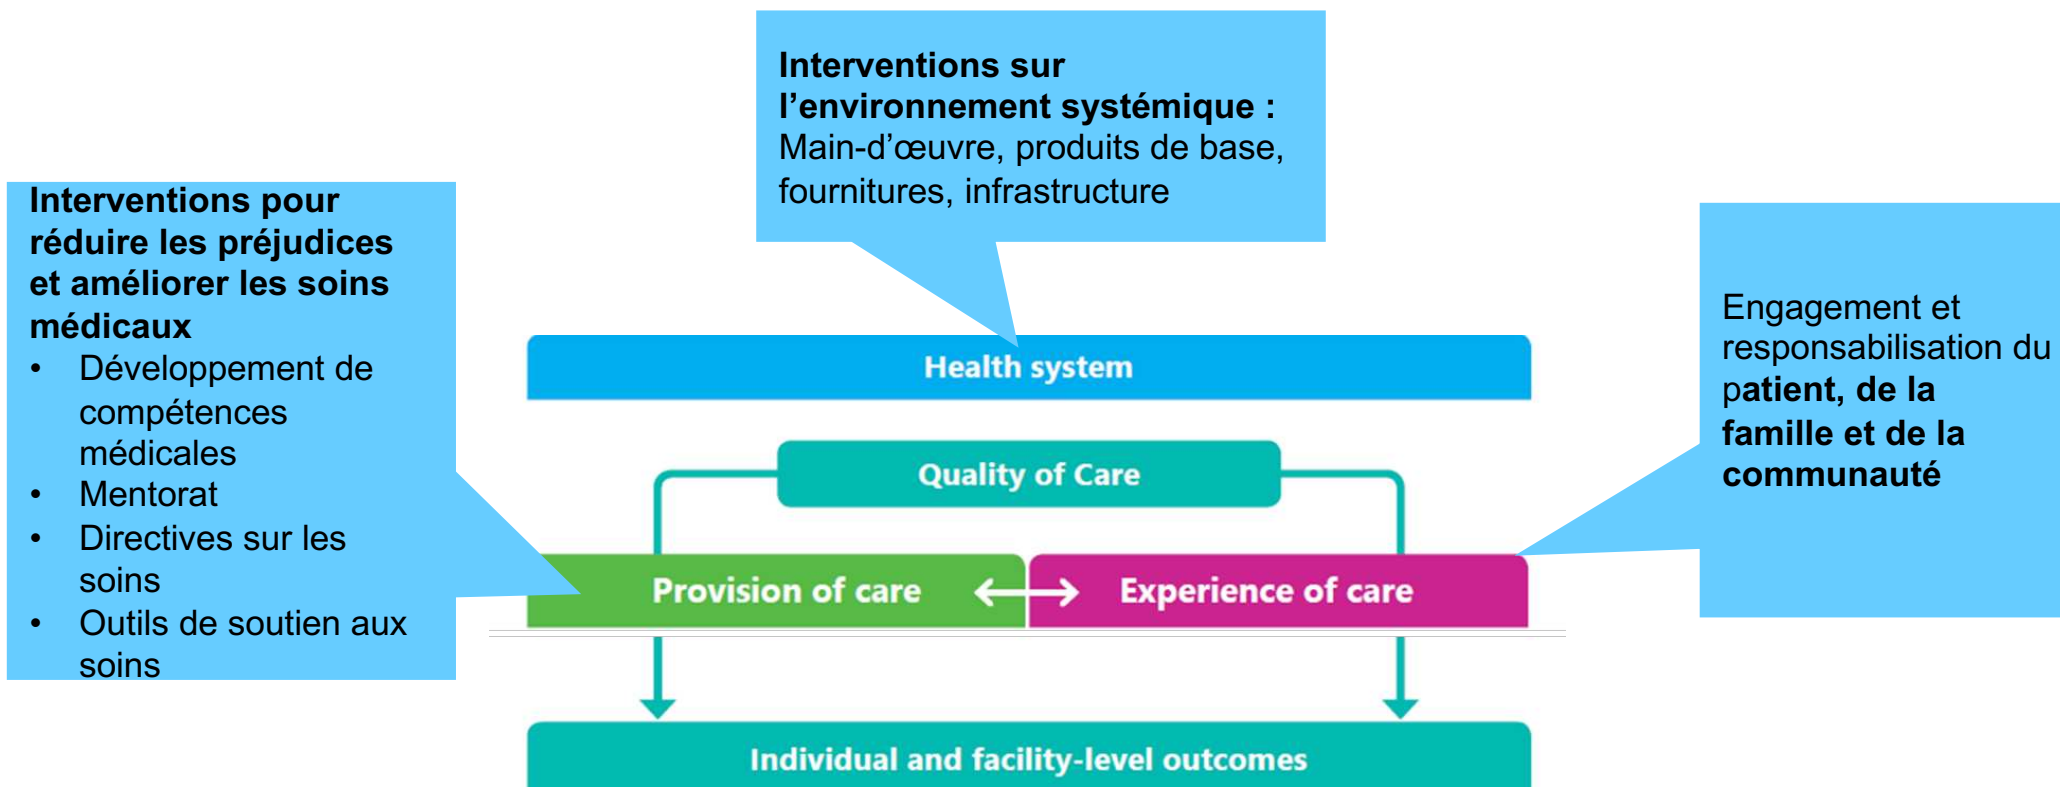 Interventions sur
l’environnement systémique :
Main-d’œuvre, produits de base,
fournitures, infrastructure
Interventions pour
réduire les préjudices
et améliorer les soins
médicaux
• Développement de
compétences
médicales
• Mentorat
• Directives sur les
soins
• Outils de soutien aux
soins
Engagement et
responsabilisation du
patient, de la
famille et de la
communauté
Health system
Quality of Care
Provision of care
Experience of care
Individual and facility-level outcomes